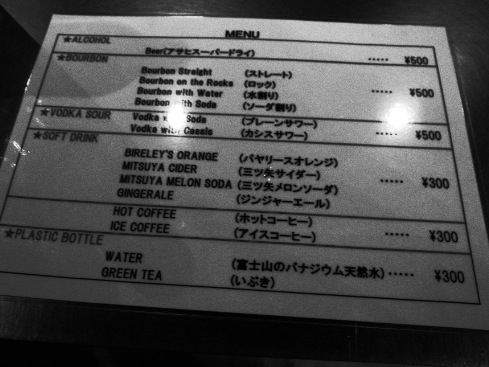 MENU
★ALCOHOL
Beer(アサヒスーパードライ) ····· ¥500
★BOURBON
Bourbon Straight (ストレート)
Bourbon on the Rocks (ロック)
Bourbon with Water (水割り) ····· ¥500
Bourbon with Soda (ソーダ割り)
★VODKA SOUR
Vodka with Soda (プレーンサワー)
Vodka with Cassis (カシスサワー) ····· ¥500
★SOFT DRINK
BIRELEY'S ORANGE (バヤリースオレンジ)
MITSUYA CIDER (三ツ矢サイダー)
MITSUYA MELON SODA (三ツ矢メロンソーダ) ····· ¥300
GINGERALE (ジンジャーエール)
HOT COFFEE (ホットコーヒー)
ICE COFFEE (アイスコーヒー) ····· ¥300
★PLASTIC BOTTLE
WATER (富士山のバナジウム天然水) ····· ¥300
GREEN TEA (いぶき)